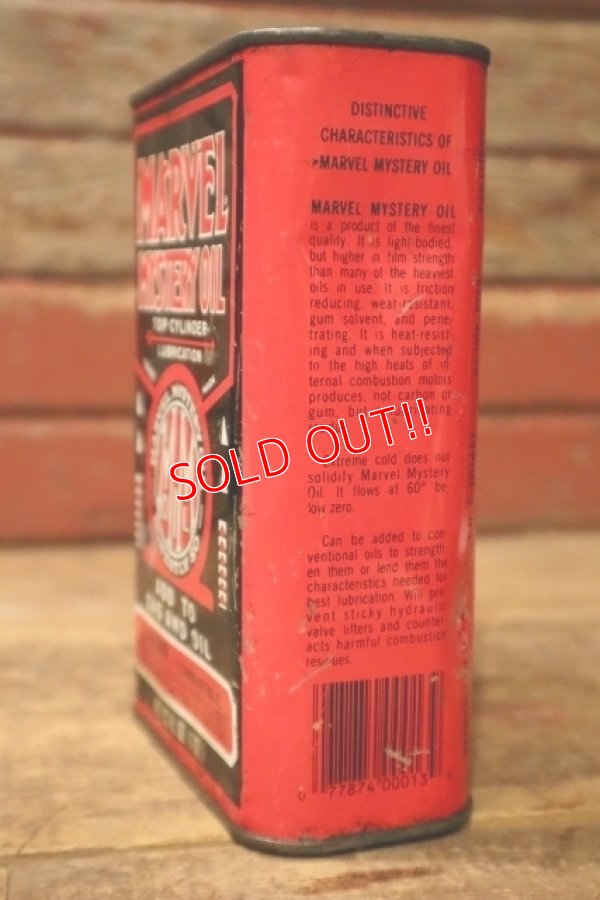 MARVEL
MYSTERY OIL
TOP CYLINDER
LUBRICATION
ADD TO
GAS AND OIL
DISTINCTIVE
CHARACTERISTICS OF
MARVEL MYSTERY OIL
MARVEL MYSTERY OIL
is a product of the finest
quality. It is light-bodied,
but higher in film strength
than many of the heaviest
oils in use. It is friction
reducing, wear-resistant,
gum solvent, and pene-
trating. It is heat-resist-
ing and when subjected
to the high heats of in
ternal combustion motors
produces, not carbon or
gum, but
SOLD OUT!!
Extreme cold does not
solidify Marvel Mystery
Oil. It flows at 60° be-
low zero.
Can be added to con-
ventional oils to strength
en them or lend them the
characteristics needed for
best lubrication. Will pre-
vent sticky hydraulic
valve lifters and counter-
acts harmful combustion
residues.
0 77874 00013 9